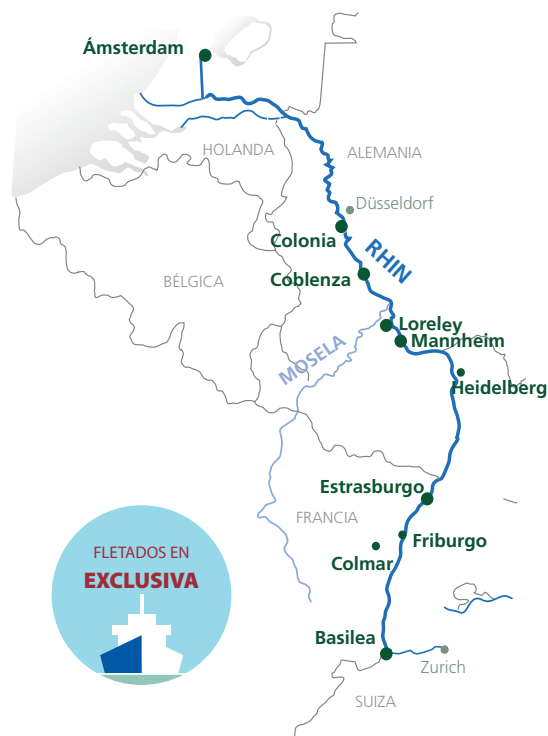 Ámsterdam
HOLANDA
ALEMANIA
Düsseldorf
Colonia
RHIN
Coblenza
BÉLGICA
Loreley
Mannheim
MOSELA
Heidelberg
Estrasburgo
FRANCIA
Friburgo
Colmar
FLETADOS EN
EXCLUSIVA
Basilea
Zurich
SUIZA